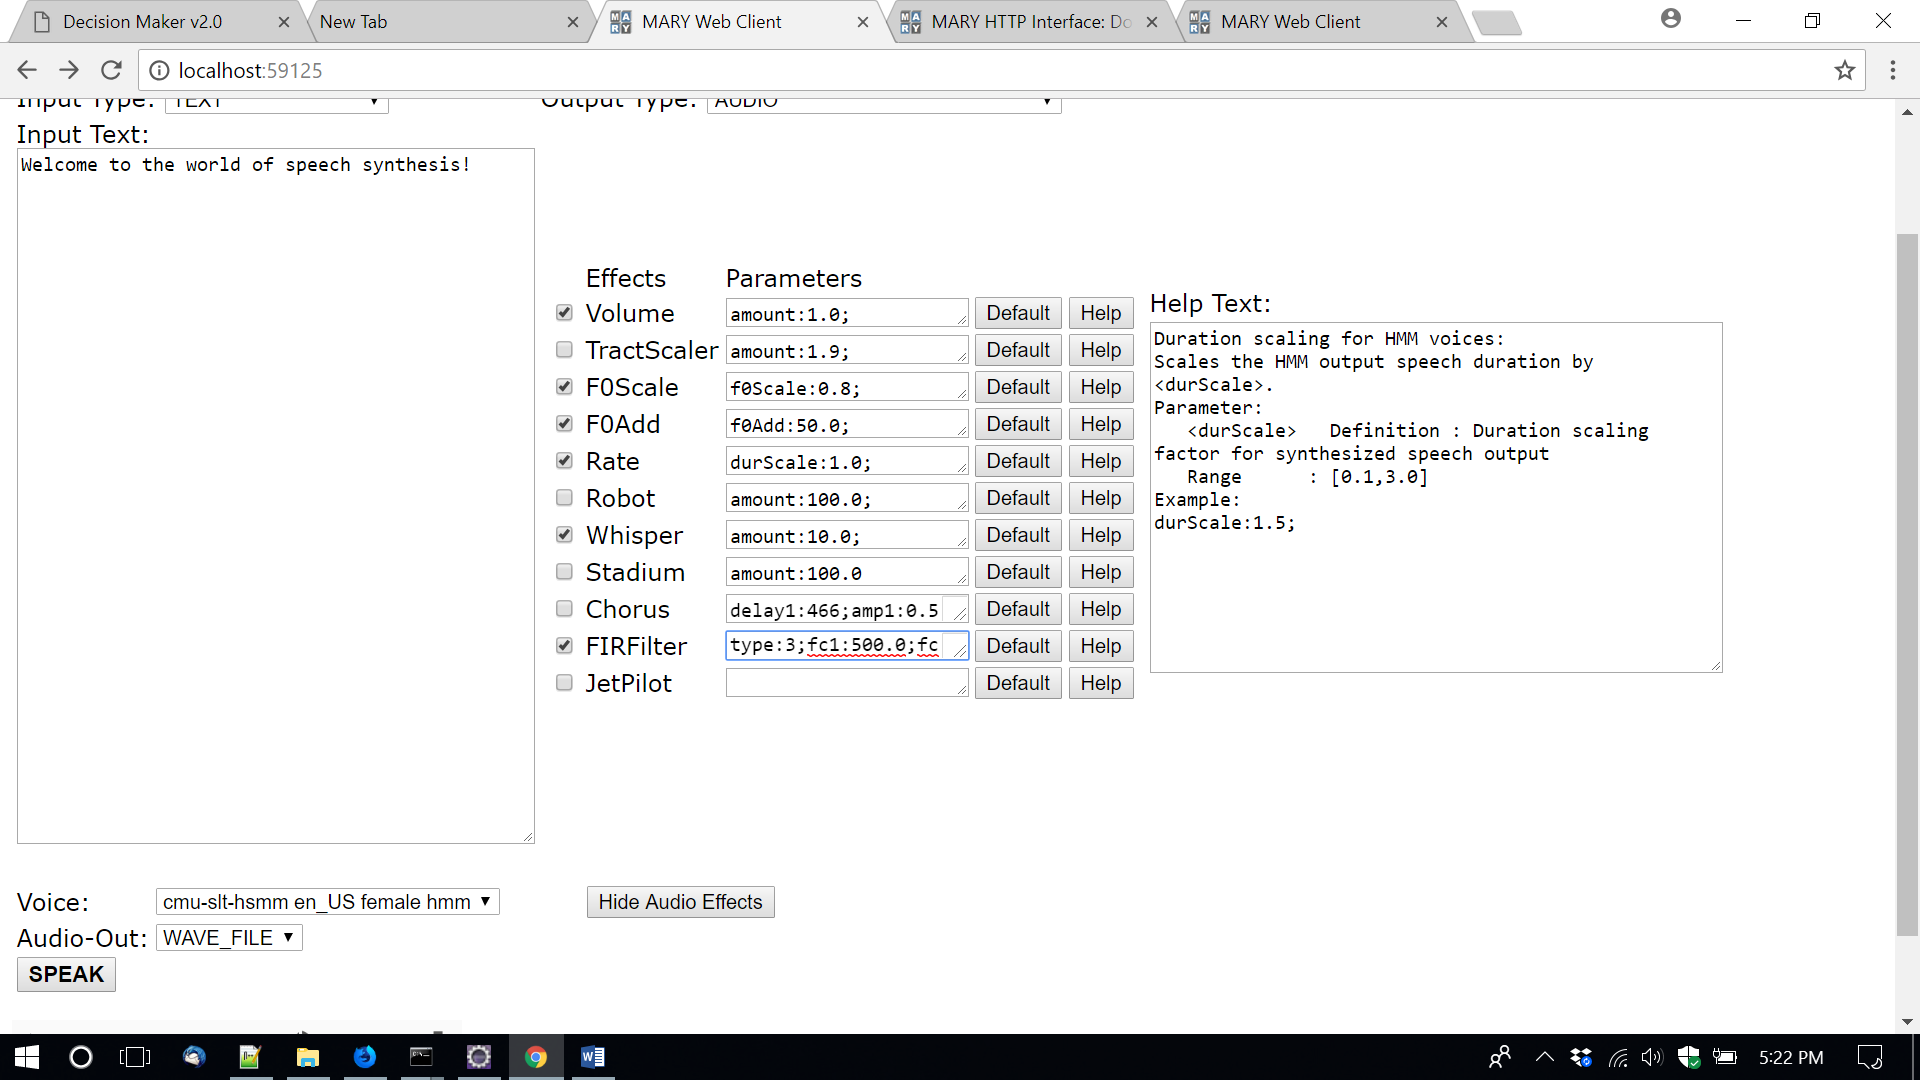 Decision Maker v2.0
New Tab
MARY Web Client
MARY HTTP Interface: Do
MARY Web Client
localhost:59125
Input Type: TEXT
Output Type: AUDIO
Input Text:
Welcome to the world of speech synthesis!
Effects Parameters
Volume amount:1.0; Default Help
TractScaler amount:1.9; Default Help
F0Scale f0Scale:0.8; Default Help
F0Add f0Add:50.0; Default Help
Rate durScale:1.0; Default Help
Robot amount:100.0; Default Help
Whisper amount:10.0; Default Help
Stadium amount:100.0 Default Help
Chorus delay1:466;amp1:0.5 Default Help
FIRFilter type:3;fc1:500.0;fc Default Help
JetPilot Default Help
Help Text:
Duration scaling for HMM voices:
Scales the HMM output speech duration by
<durScale>.
Parameter:
<durScale> Definition : Duration scaling
factor for synthesized speech output
Range : [0.1,3.0]
Example:
durScale:1.5;
Voice: cmu-slt-hsmm en_US female hmm
Hide Audio Effects
Audio-Out: WAVE_FILE
SPEAK
5:22 PM